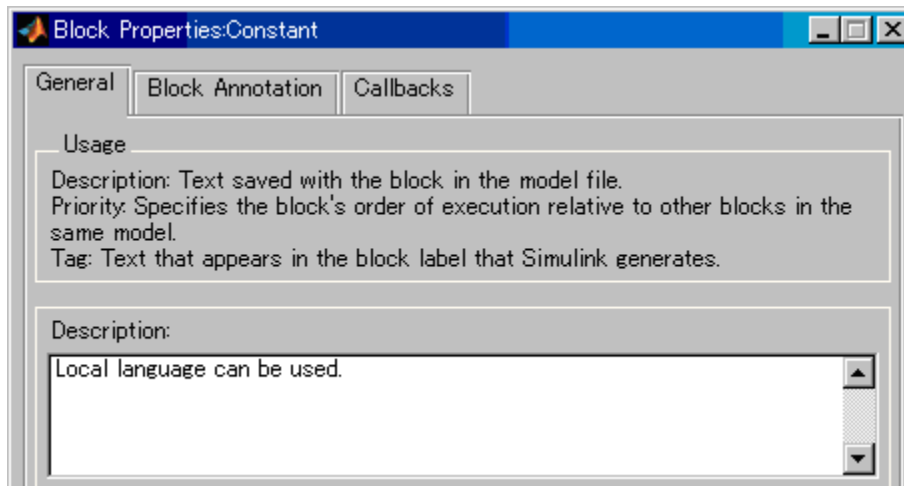 Block Properties:Constant
General Block Annotation Callbacks
Usage
Description: Text saved with the block in the model file.
Priority: Specifies the block's order of execution relative to other blocks in the
same model.
Tag: Text that appears in the block label that Simulink generates.
Description:
Local language can be used.